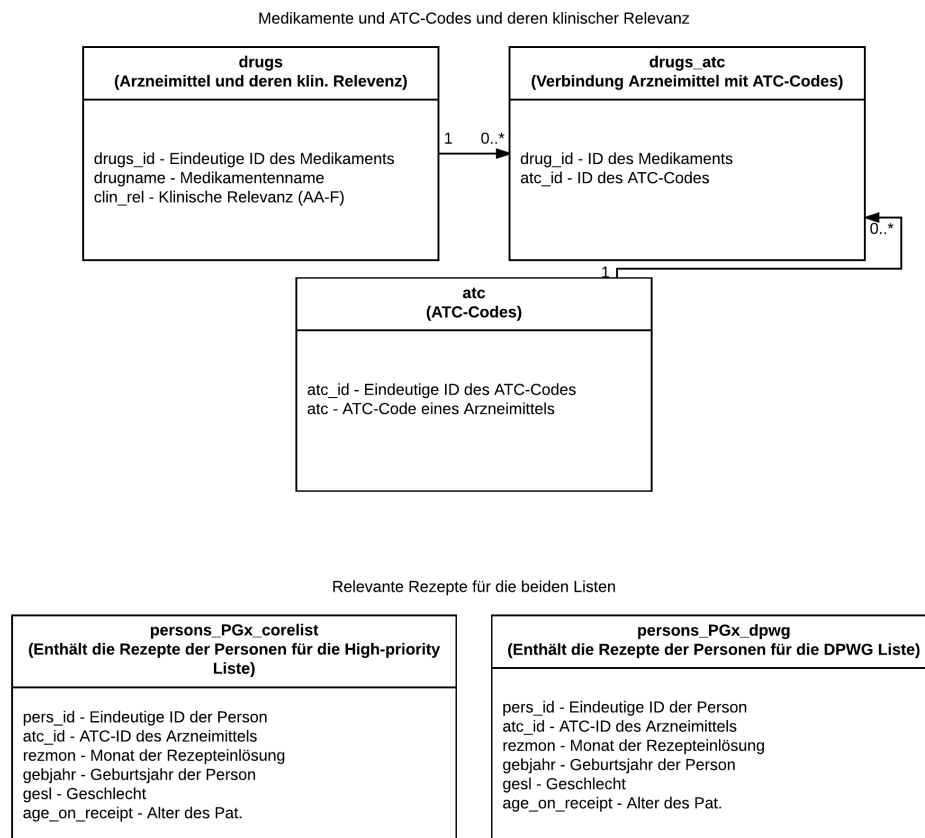 Medikamente und ATC-Codes und deren klinischer Relevanz
drugs
(Arzneimittel und deren klin. Relevenz)
drugs_id - Eindeutige ID des Medikaments
drugname - Medikamentenname
clin_rel - Klinische Relevanz (AA-F)
1
0..*
drugs_atc
(Verbindung Arzneimittel mit ATC-Codes)
drug_id - ID des Medikaments
atc_id - ID des ATC-Codes
0..*
1
atc
(ATC-Codes)
atc_id - Eindeutige ID des ATC-Codes
atc - ATC-Code eines Arzneimittels
Relevante Rezepte für die beiden Listen
persons_PGx_corelist
(Enthält die Rezepte der Personen für die High-priority
Liste)
pers_id - Eindeutige ID der Person
atc_id - ATC-ID des Arzneimittels
rezmon - Monat der Rezepteinlösung
gebjahr - Geburtsjahr der Person
gesl - Geschlecht
age_on_receipt - Alter des Pat.
persons_PGx_dpwg
(Enthält die Rezepte der Personen für die DPWG Liste)
pers_id - Eindeutige ID der Person
atc_id - ATC-ID des Arzneimittels
rezmon - Monat der Rezepteinlösung
gebjahr - Geburtsjahr der Person
gesl - Geschlecht
age_on_receipt - Alter des Pat.